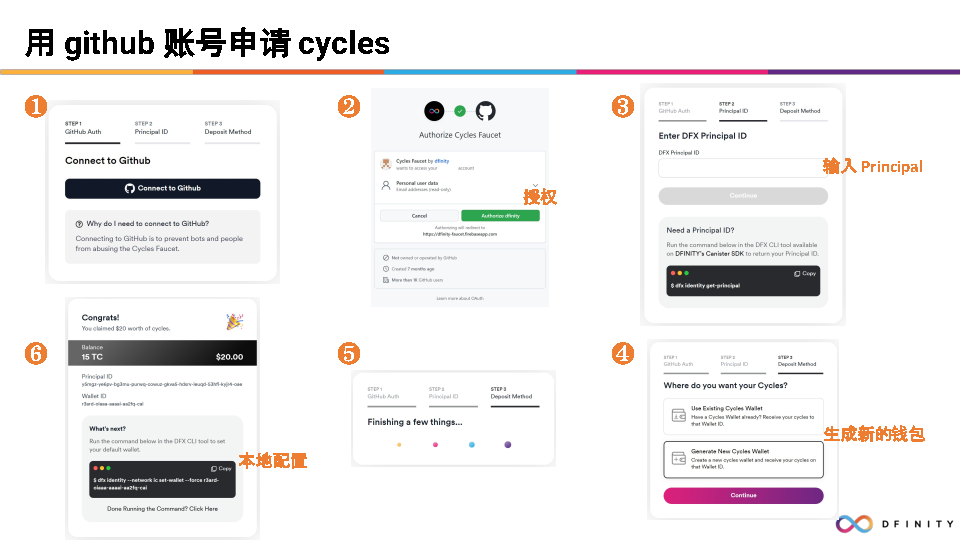 用 github 账号申请 cycles
❶
STEP 1 STEP 2 STEP 3
GitHub Auth Principal ID Deposit Method
Connect to Github
Connect to Github
Why do I need to connect to GitHub?
Connecting to GitHub is to prevent bots and people
from abusing the Cycles Faucet.
❷
Authorize Cycles Faucet
Cycles Faucet by dfinity
wants to access your account
Personal user data
Email addresses (read-only)
授权
Cancel Authorize dfinity
Authorizing will redirect to
https://dfinity-faucet.firebaseapp.com
Not owned or operated by GitHub
Created 7 months ago
More than 1K GitHub users
Learn more about OAuth
❸
STEP 1 STEP 2 STEP 3
GitHub Auth Principal ID Deposit Method
Enter DFX Principal ID
DFX Principal ID
输入 Principal
Continue
Need a Principal ID?
Run the command below in the DFX CLI tool available
on DFINITY's Canister SDK to return your Principal ID.
Copy
$ dfx identity get-principal
❹
STEP 1 STEP 2 STEP 3
GitHub Auth Principal ID Deposit Method
Where do you want your Cycles?
Use Existing Cycles Wallet
Have a Cycles Wallet already? Receive your cycles to
that Wallet ID.
生成新的钱包
Generate New Cycles Wallet
Create a new cycles wallet and receive your cycles on
that Wallet ID.
Continue
❺
STEP 1 STEP 2 STEP 3
GitHub Auth Principal ID Deposit Method
Finishing a few things...
❻
Congrats!
You claimed $20 worth of cycles.
Balance
15 TC $20.00
Principal ID
Wallet ID
r3ard-oiaaa-aaaal-aa2fq-cai
What's next?
Run the command below in the DFX CLI tool to set
your default wallet.
本地配置
Copy
$ dfx identity --network ic set-wallet --force r3ard-
oiaaa-aaaal-aa2fq-cai
Done Running the Command? Click Here
DFINITY